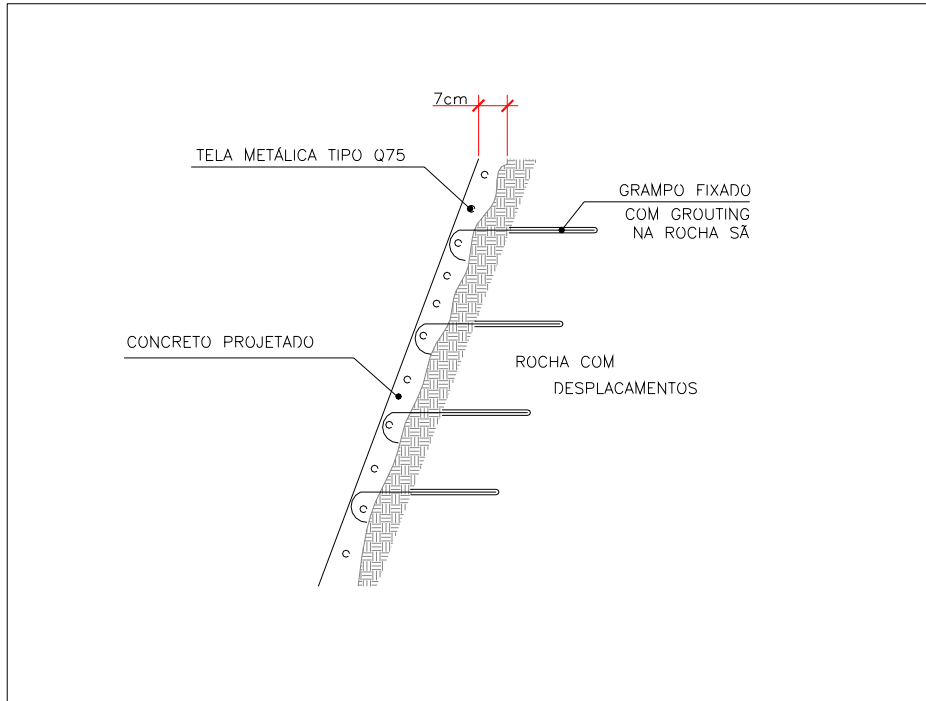 7cm
TELA METÁLICA TIPO Q75
GRAMPO FIXADO
COM GROUTING
NA ROCHA SÃ
CONCRETO PROJETADO
ROCHA COM
DESPLACAMENTOS